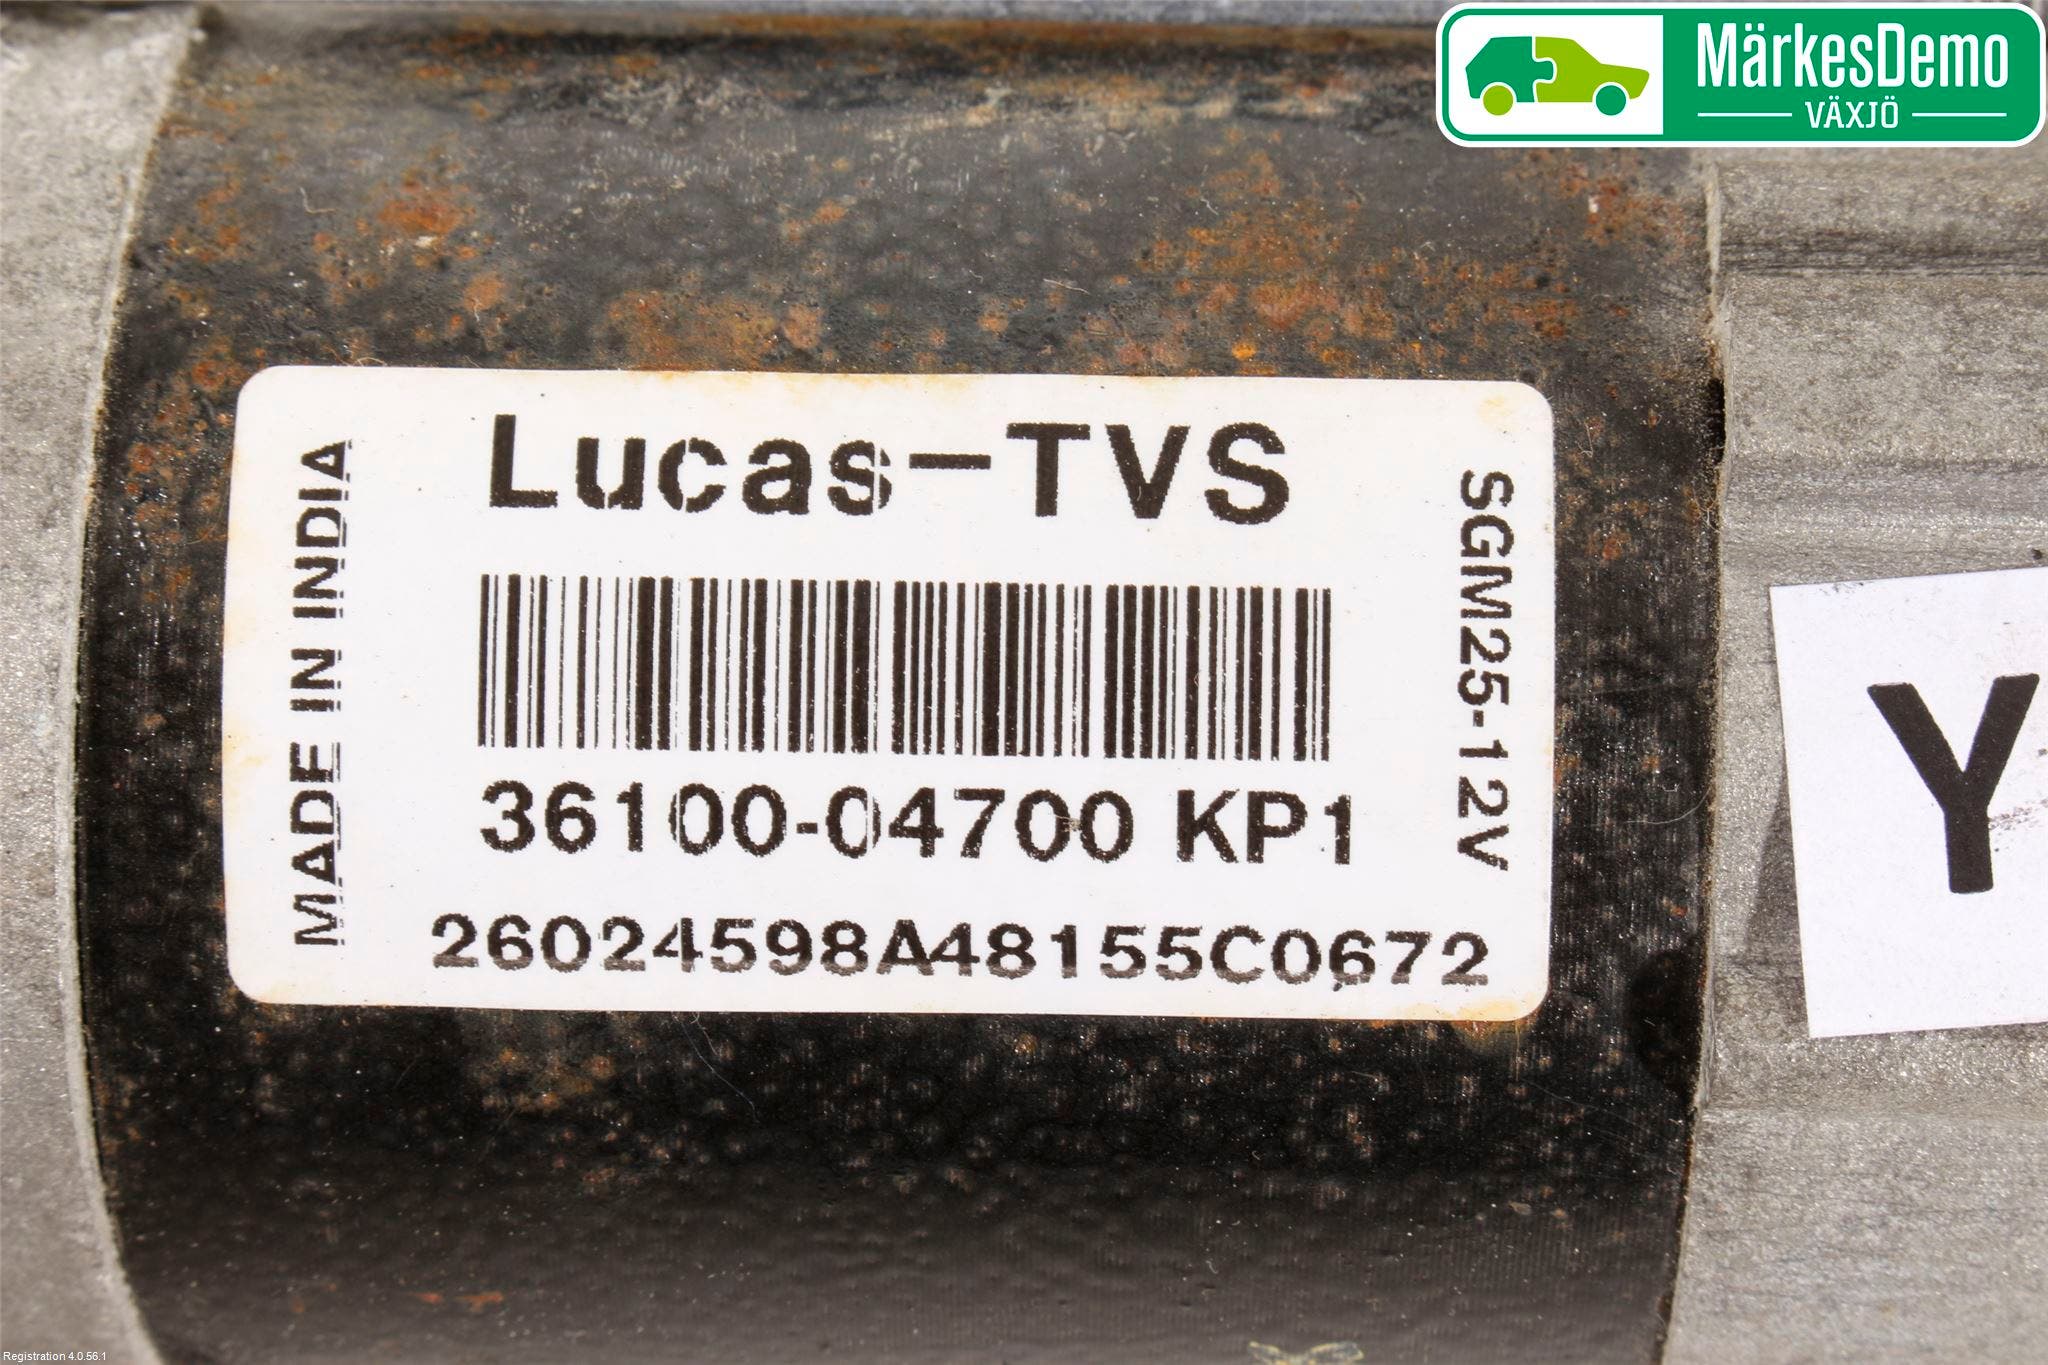 MärkesDemo
VÄXJÖ
MADE IN INDIA
Lucas-TVS
SGM25-12V
36100-04700 KP1
26024598A48155C0672
Y
Registration 4.0.56.1